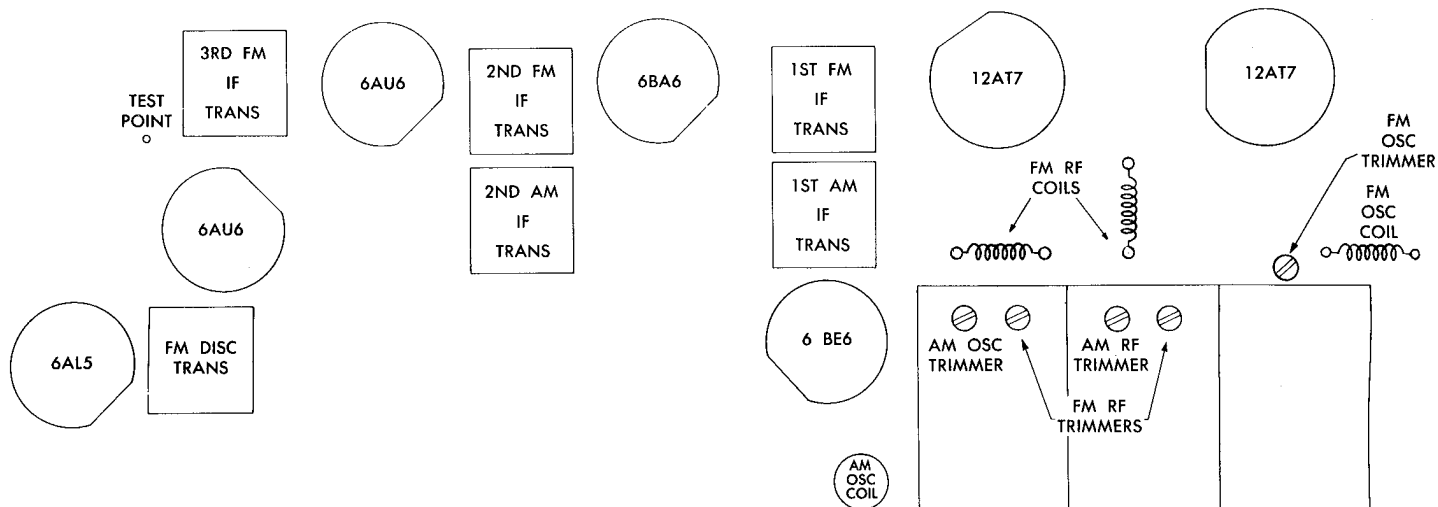 3RD FM
IF
TRANS
TEST
POINT
6AU6
2ND FM
IF
TRANS
6BA6
1ST FM
IF
TRANS
12AT7
12AT7
FM
OSC
TRIMMER
6AU6
2ND AM
IF
TRANS
1ST AM
IF
TRANS
FM RF
COILS
FM
OSC
COIL
6AL5
FM DISC
TRANS
6 BE6
AM OSC
TRIMMER
AM RF
TRIMMER
FM RF
TRIMMERS
AM
OSC
COIL